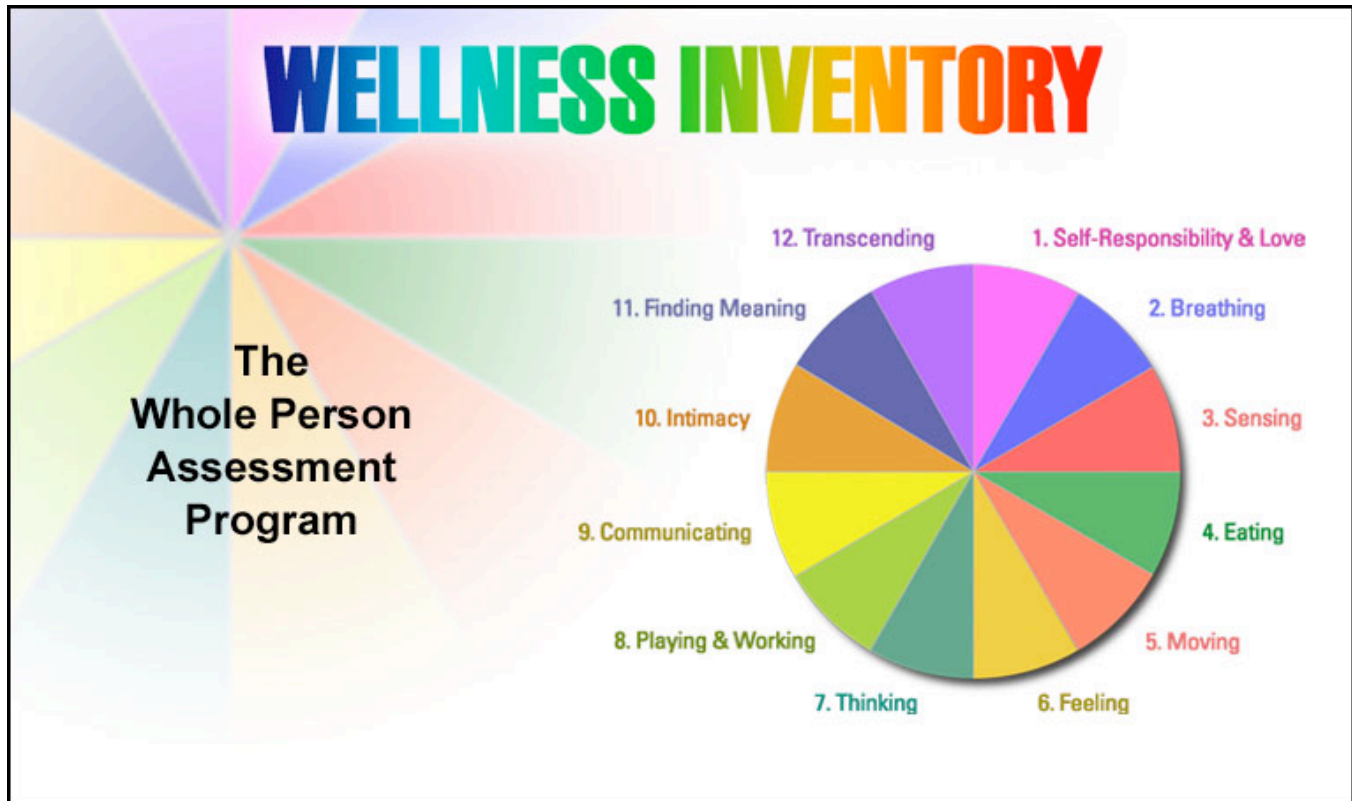 WELLNESS INVENTORY
The
Whole Person
Assessment
Program
12. Transcending
1. Self-Responsibility & Love
11. Finding Meaning
2. Breathing
10. Intimacy
3. Sensing
9. Communicating
4. Eating
8. Playing & Working
5. Moving
7. Thinking
6. Feeling